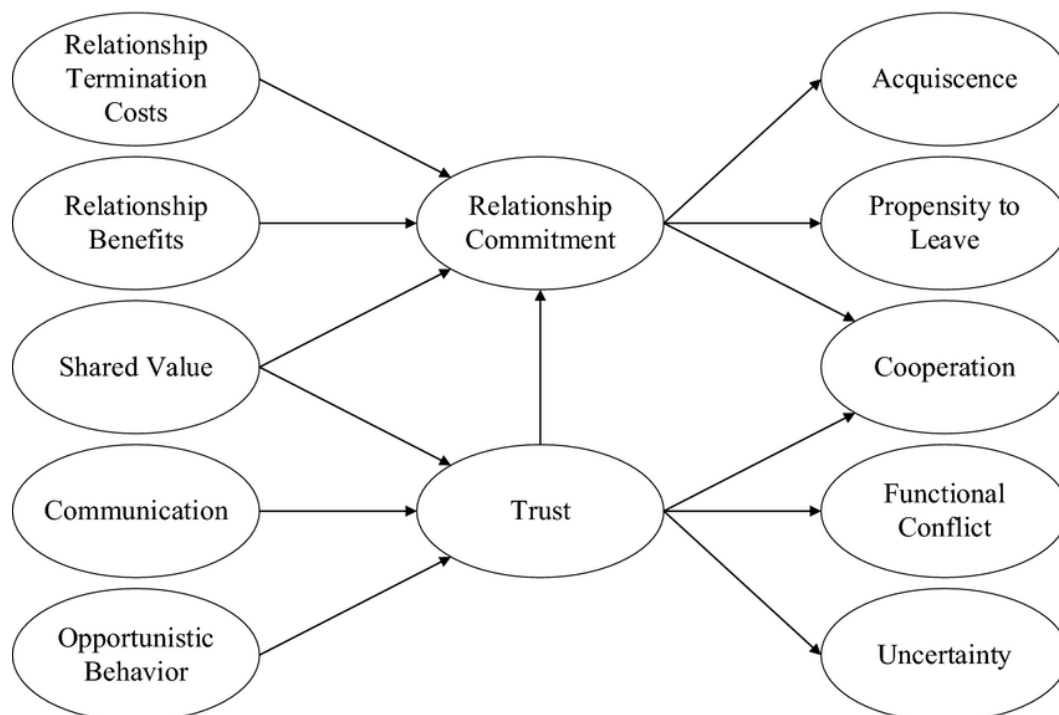 Relationship
Termination
Costs
Acquiscence
Relationship
Benefits
Relationship
Commitment
Propensity to
Leave
Shared Value
Cooperation
Communication
Trust
Functional
Conflict
Opportunistic
Behavior
Uncertainty